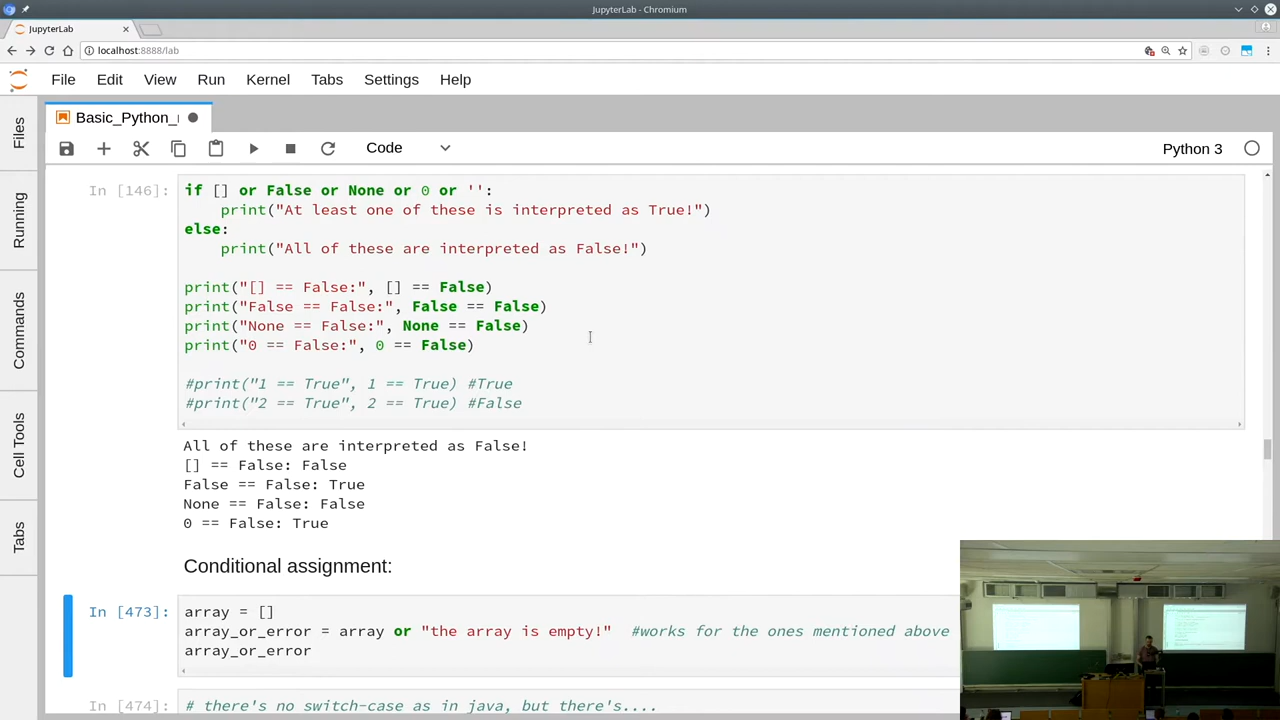 JupyterLab - Chromium
JupyterLab
localhost:8888/lab
File Edit View Run Kernel Tabs Settings Help
Basic_Python_
Code
Python 3
Files
Running
Commands
Cell Tools
Tabs
In [146]:
if [] or False or None or 0 or '':
print("At least one of these is interpreted as True!")
else:
print("All of these are interpreted as False!")
print("[] == False:", [] == False)
print("False == False:", False == False)
print("None == False:", None == False)
print("0 == False:", 0 == False)
#print("1 == True", 1 == True) #True
#print("2 == True", 2 == True) #False
All of these are interpreted as False!
[] == False: False
False == False: True
None == False: False
0 == False: True
Conditional assignment:
In [473]:
array = []
array_or_error = array or "the array is empty!" #works for the ones mentioned above
array_or_error
In [474]:
# there's no switch-case as in java, but there's....